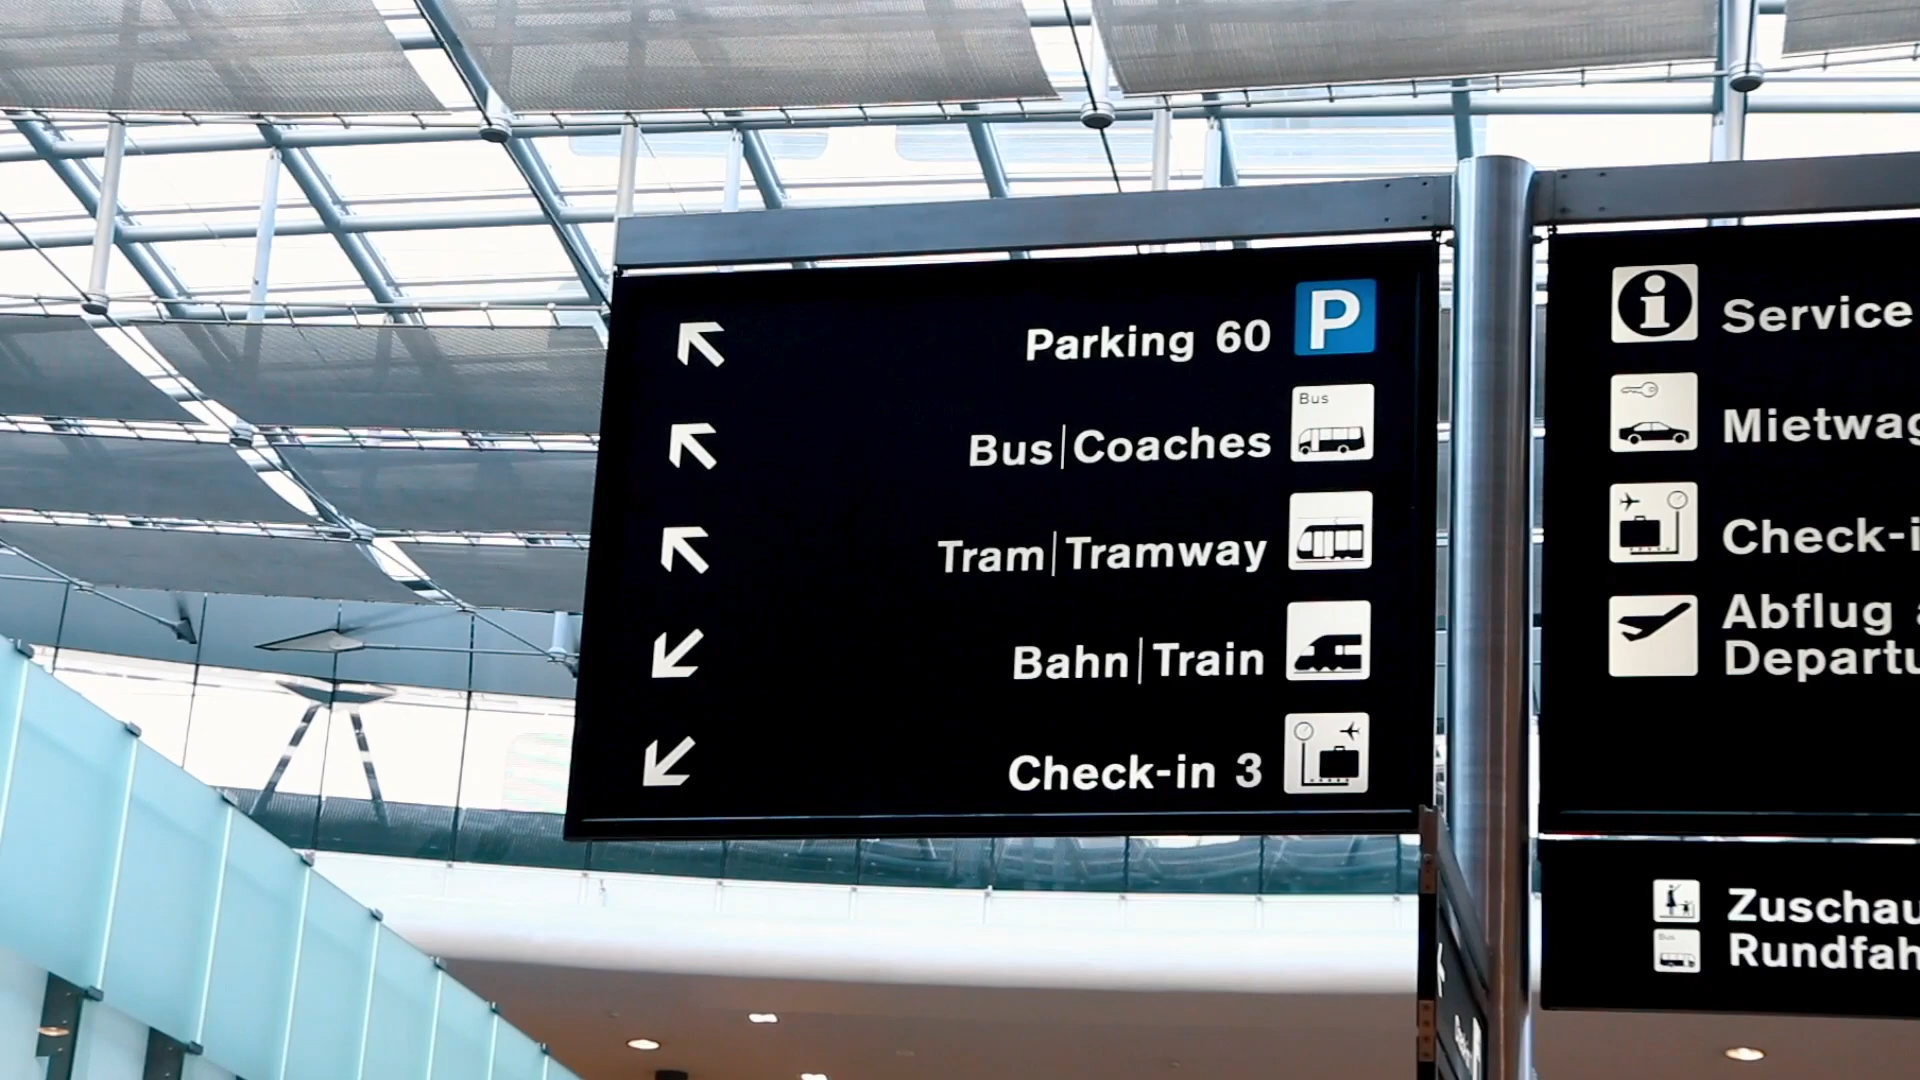 Parking 60 P
Bus
Bus|Coaches
Tram|Tramway
Bahn|Train
Check-in 3
i Service
Mietwag
Check-i
Abflug
Departu
Zuschau
Bus
Rundfah